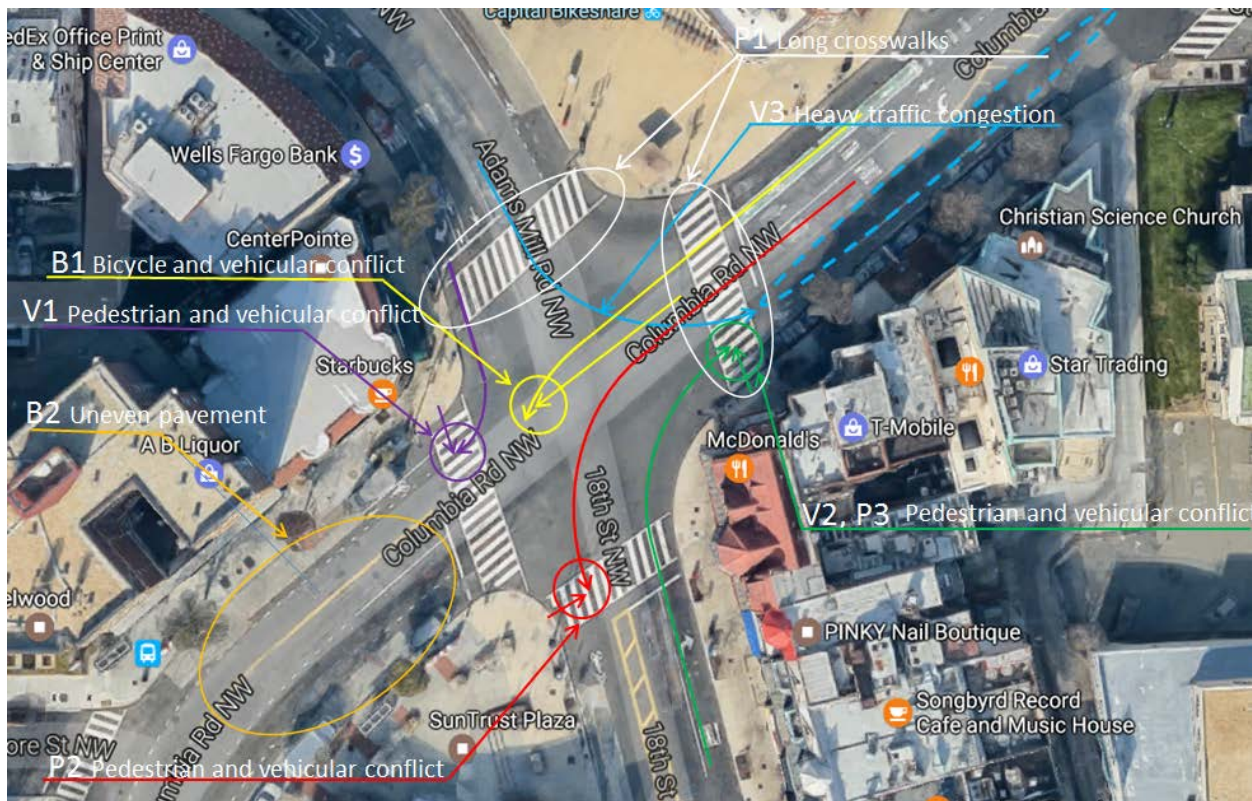 Capital Bikeshare
edEx Office Print
& Ship Center
P1 Long crosswalks
Columbia
V3 Heavy traffic congestion
Wells Fargo Bank
Adams Mill Rd NW
Christian Science Church
CenterPointe
B1 Bicycle and vehicular conflict
Columbia Rd NW
V1 Pedestrian and vehicular conflict
Starbucks
Star Trading
B2 Uneven pavement
A B Liquor
T-Mobile
McDonald's
Columbia Rd NW
18th St NW
V2, P3 Pedestrian and vehicular conflict
elwood
PINKY Nail Boutique
SunTrust Plaza
Songbyrd Record
Cafe and Music House
ore St NW
umbia Rd NW
18th St
P2 Pedestrian and vehicular conflict